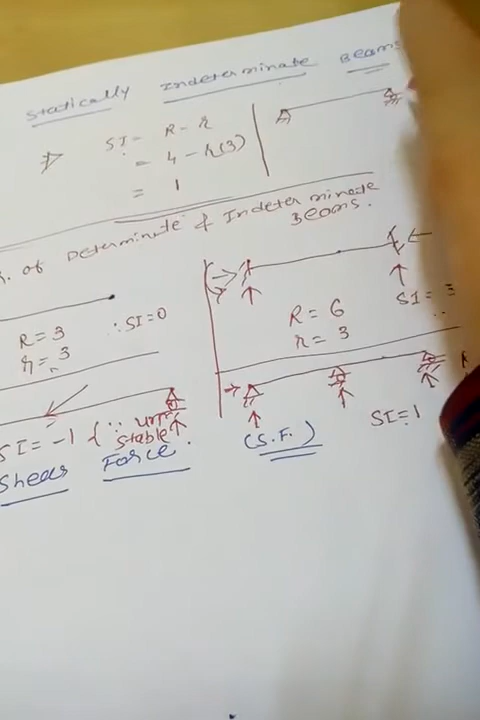 Statically Indeterminate Beams
⇒ SI = R - r
= 4 - r(3)
= 1
. of Determinate & Indeterminate
Beams.
R = 3
r = 3
∴ SI = 0
R = 6
r = 3
SI =
SI = -1 { ∵ unstable
SI = 1
Shear Force. (S.F.)